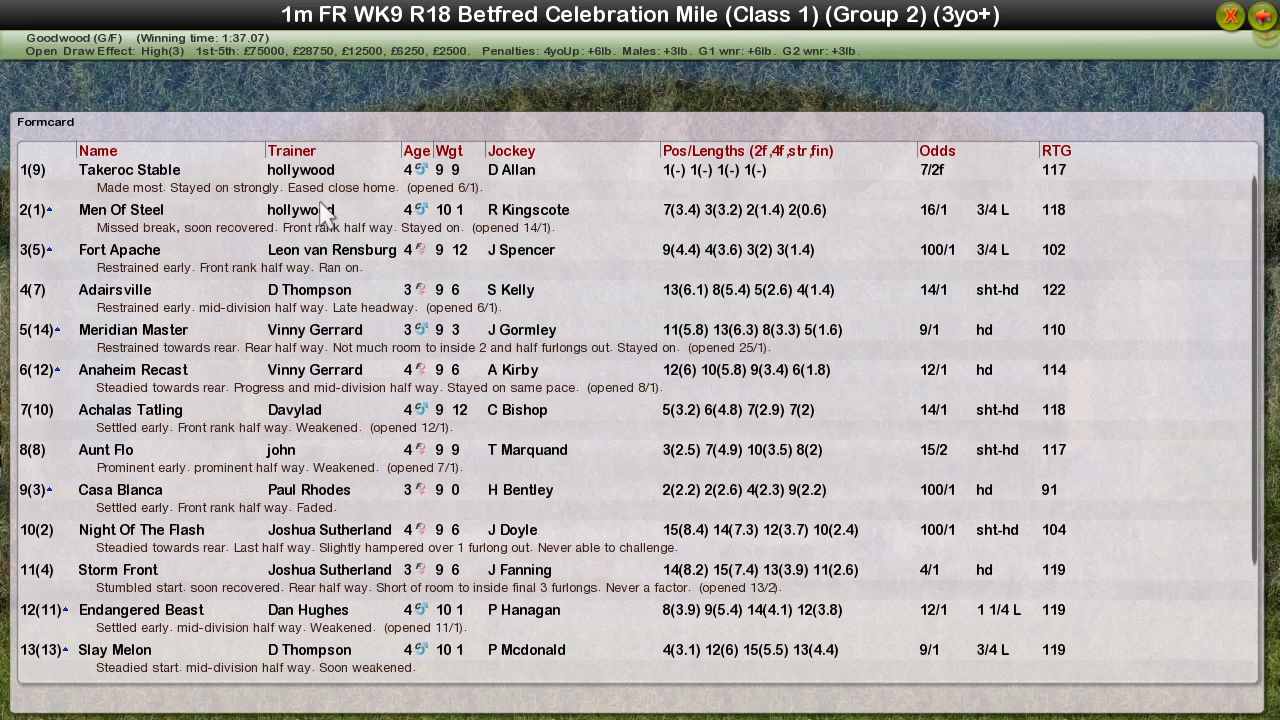 1m FR WK9 R18 Betfred Celebration Mile (Class 1) (Group 2) (3yo+)
Goodwood (G/F) (Winning time: 1:37.07)
Open Draw Effect: High(3) 1st-5th: £75000, £28750, £12500, £6250, £2500. Penalties: 4yoUp: +6lb. Males: +3lb. G1 wnr: +6lb. G2 wnr: +3lb.
Formcard
Name Trainer Age Wgt Jockey Pos/Lengths (2f,4f,str,fin) Odds RTG
1(9) Takeroc Stable hollywood 4 9 9 D Allan 1(-) 1(-) 1(-) 1(-) 7/2f 117
Made most. Stayed on strongly. Eased close home. (opened 6/1).
2(1) Men Of Steel hollywood 4 10 1 R Kingscote 7(3.4) 3(3.2) 2(1.4) 2(0.6) 16/1 3/4 L 118
Missed break, soon recovered. Front rank half way. Stayed on. (opened 14/1).
3(5) Fort Apache Leon van Rensburg 4 9 12 J Spencer 9(4.4) 4(3.6) 3(2) 3(1.4) 100/1 3/4 L 102
Restrained early. Front rank half way. Ran on.
4(7) Adairsville D Thompson 3 9 6 S Kelly 13(6.1) 8(5.4) 5(2.6) 4(1.4) 14/1 sht-hd 122
Restrained early. mid-division half way. Late headway. (opened 6/1).
5(14) Meridian Master Vinny Gerrard 3 9 3 J Gormley 11(5.8) 13(6.3) 8(3.3) 5(1.6) 9/1 hd 110
Restrained towards rear. Rear half way. Not much room to inside 2 and half furlongs out. Stayed on. (opened 25/1).
6(12) Anaheim Recast Vinny Gerrard 4 9 6 A Kirby 12(6) 10(5.8) 9(3.4) 6(1.8) 12/1 hd 114
Steadied towards rear. Progress and mid-division half way. Stayed on same pace. (opened 8/1).
7(10) Achalas Tatling Davylad 4 9 12 C Bishop 5(3.2) 6(4.8) 7(2.9) 7(2) 14/1 sht-hd 118
Settled early. Front rank half way. Weakened. (opened 12/1).
8(8) Aunt Flo john 4 9 9 T Marquand 3(2.5) 7(4.9) 10(3.5) 8(2) 15/2 sht-hd 117
Prominent early. prominent half way. Weakened. (opened 7/1).
9(3) Casa Blanca Paul Rhodes 3 9 0 H Bentley 2(2.2) 2(2.6) 4(2.3) 9(2.2) 100/1 hd 91
Settled early. Front rank half way. Faded.
10(2) Night Of The Flash Joshua Sutherland 4 9 6 J Doyle 15(8.4) 14(7.3) 12(3.7) 10(2.4) 100/1 sht-hd 104
Steadied towards rear. Last half way. Slightly hampered over 1 furlong out. Never able to challenge.
11(4) Storm Front Joshua Sutherland 3 9 6 J Fanning 14(8.2) 15(7.4) 13(3.9) 11(2.6) 4/1 hd 119
Stumbled start. soon recovered. Rear half way. Short of room to inside final 3 furlongs. Never a factor. (opened 13/2).
12(11) Endangered Beast Dan Hughes 4 10 1 P Hanagan 8(3.9) 9(5.4) 14(4.1) 12(3.8) 12/1 1 1/4 L 119
Settled early. mid-division half way. Weakened. (opened 11/1).
13(13) Slay Melon D Thompson 4 10 1 P Mcdonald 4(3.1) 12(6) 15(5.5) 13(4.4) 9/1 3/4 L 119
Steadied start. mid-division half way. Soon weakened.